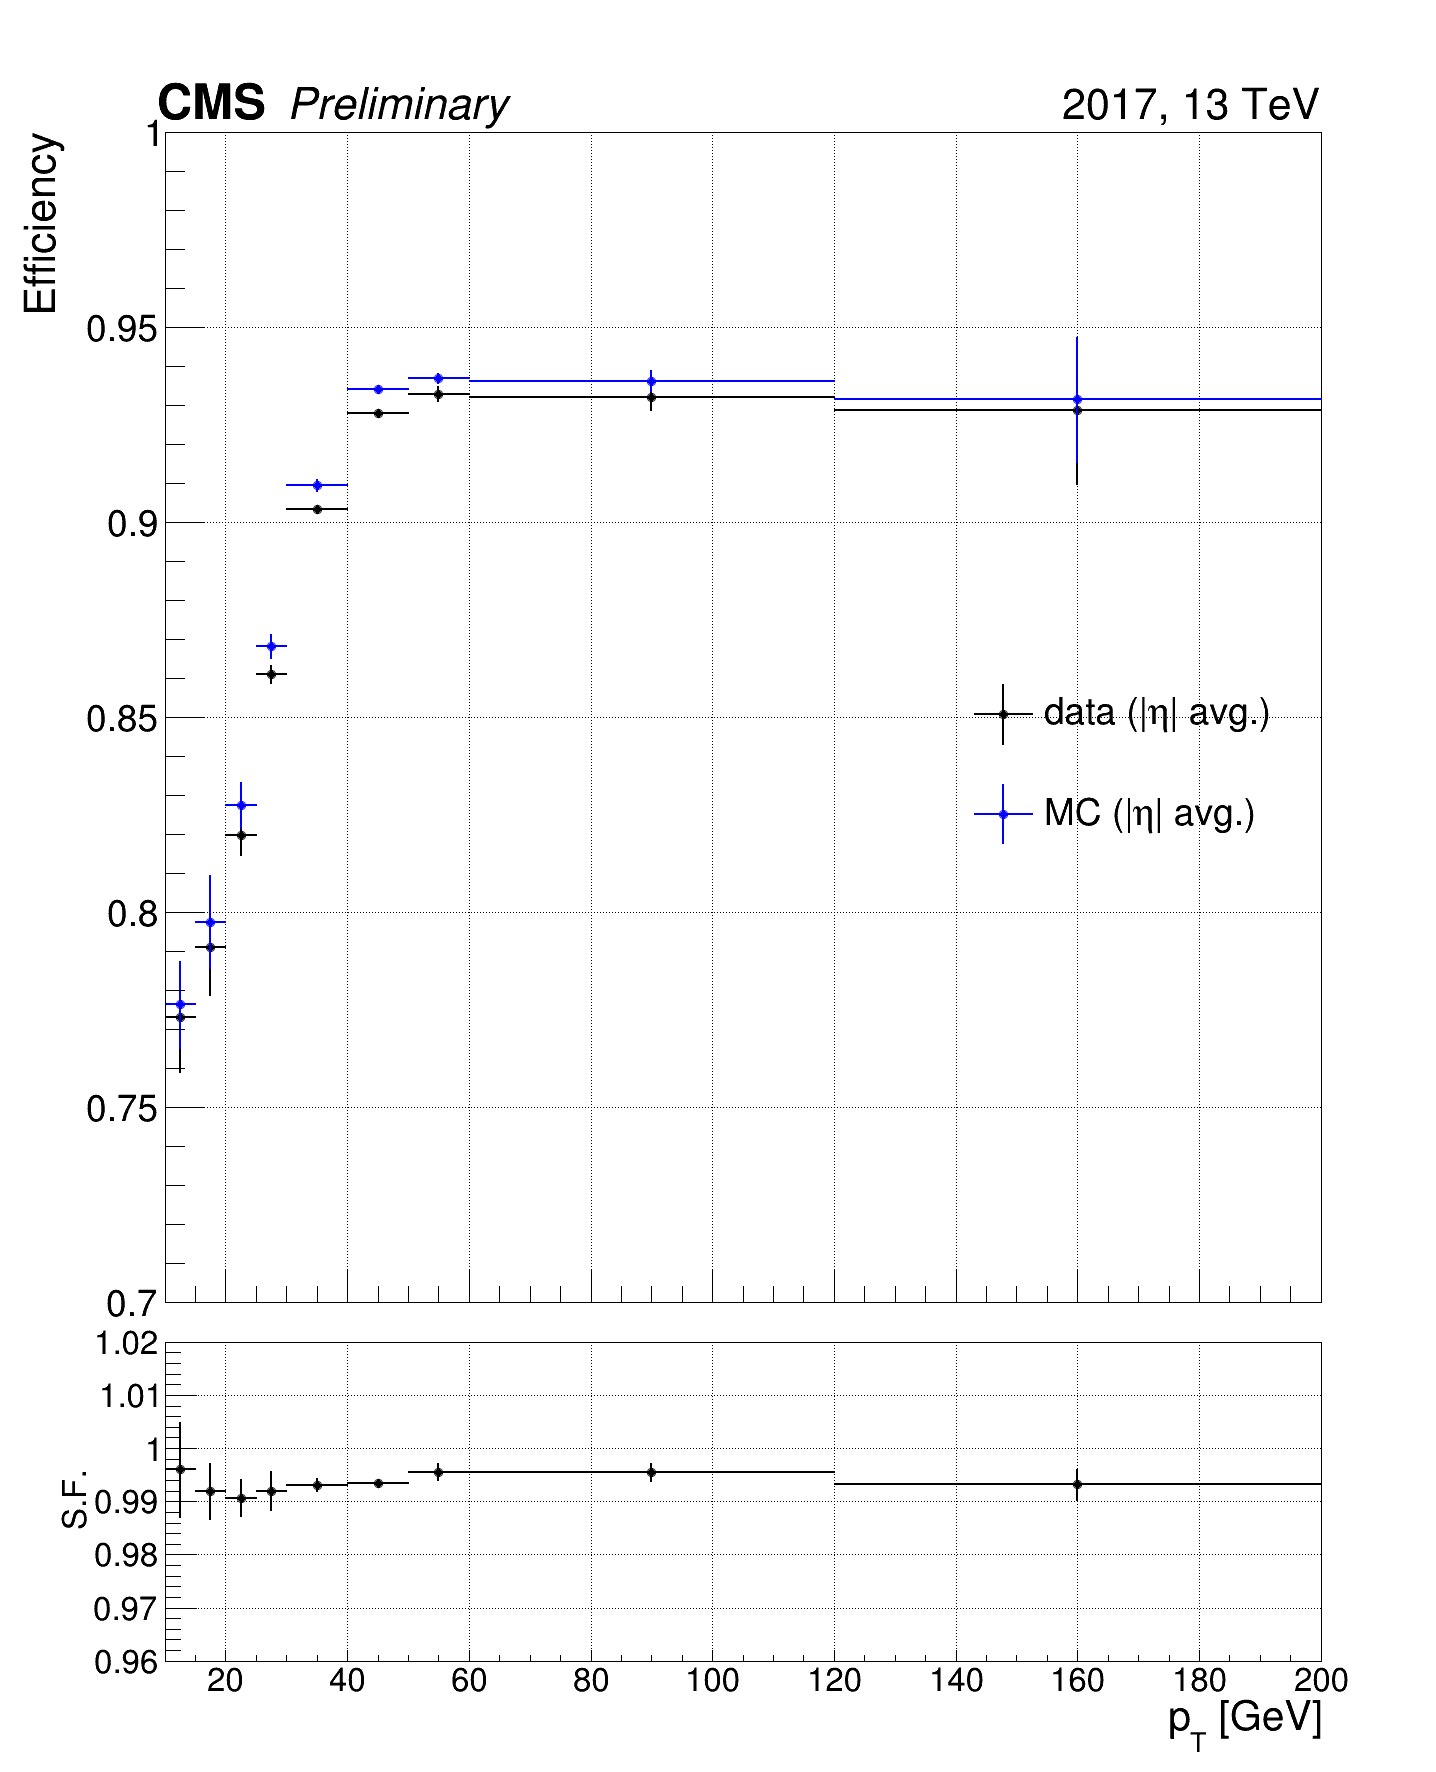 CMS Preliminary 2017, 13 TeV
Efficiency
1
0.95
0.9
0.85
0.8
0.75
0.7
data (|η| avg.)
MC (|η| avg.)
S.F.
1.02
1.01
1
0.99
0.98
0.97
0.96
20 40 60 80 100 120 140 160 180 200
pT [GeV]